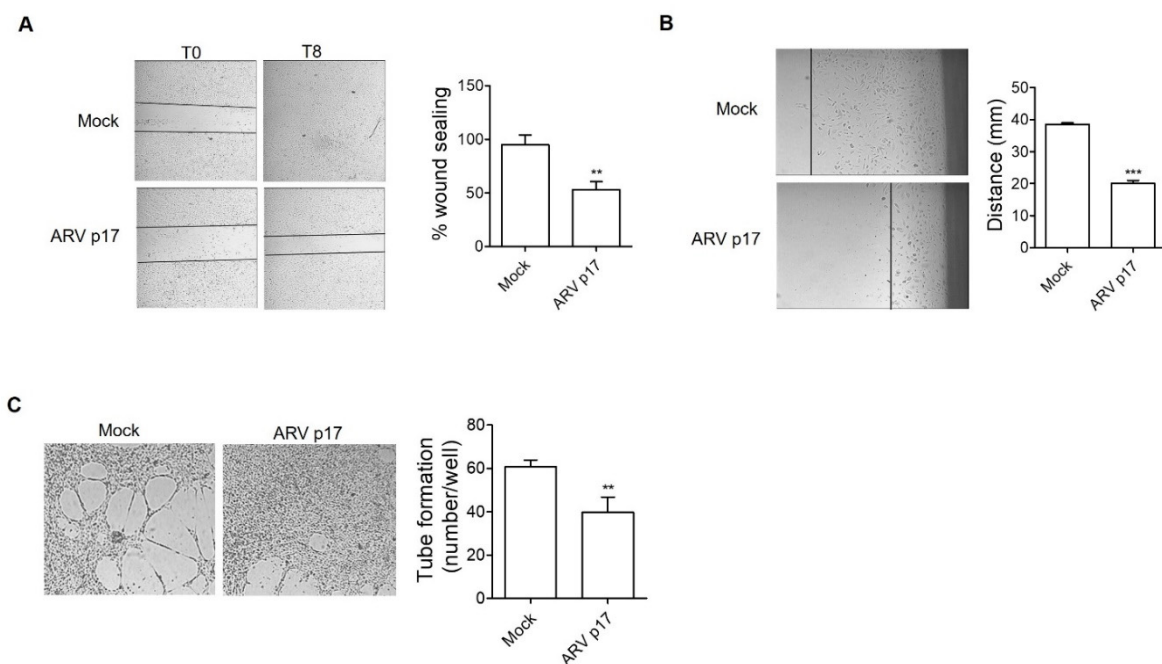 A
T0 T8
Mock
ARV p17
% wound sealing
150
100
50
0
**
Mock
ARV p17
B
Mock
ARV p17
Distance (mm)
50
40
30
20
10
0
***
Mock
ARV p17
C
Mock ARV p17
Tube formation
(number/well)
80
60
40
20
0
**
Mock
ARV p17